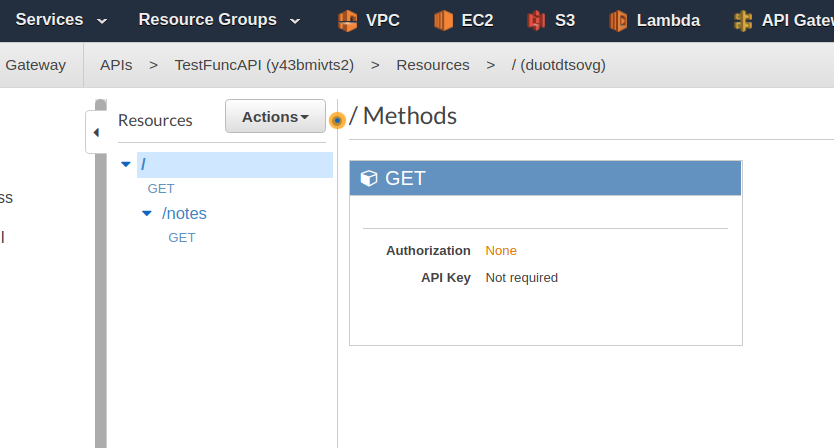 Services Resource Groups VPC EC2 S3 Lambda API Gatew
Gateway APIs > TestFuncAPI (y43bmivts2) > Resources > / (duotdtsovg)
Resources Actions / Methods
/
GET
/notes
GET
ss
l
GET
Authorization None
API Key Not required